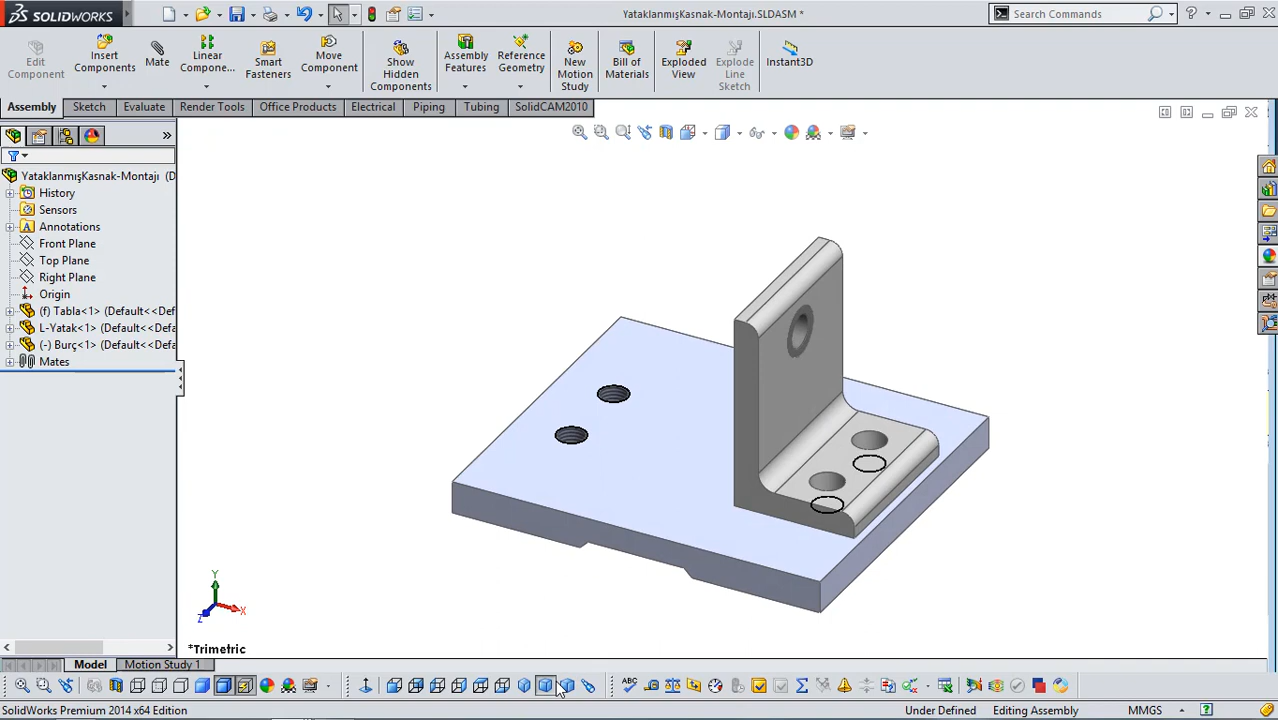 SOLIDWORKS
YataklanmışKasnak-Montajı.SLDASM *
Search Commands
Edit Component
Insert Components
Mate
Linear Compone...
Smart Fasteners
Move Component
Show Hidden Components
Assembly Features
Reference Geometry
New Motion Study
Bill of Materials
Exploded View
Explode Line Sketch
Instant3D
Assembly
Sketch
Evaluate
Render Tools
Office Products
Electrical
Piping
Tubing
SolidCAM2010
YataklanmışKasnak-Montajı (D
History
Sensors
Annotations
Front Plane
Top Plane
Right Plane
Origin
(f) Tabla<1> (Default<<Def
L-Yatak<1> (Default<<Def
(-) Burç<1> (Default<<Def
Mates
Y
X
Z
*Trimetric
Model
Motion Study 1
SolidWorks Premium 2014 x64 Edition
Under Defined
Editing Assembly
MMGS